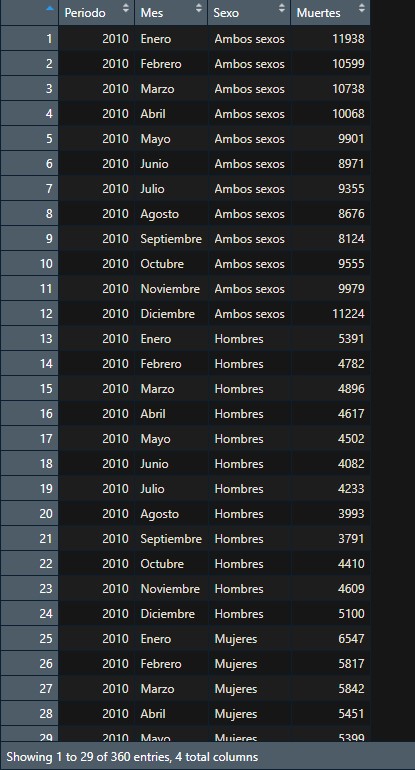 Periodo Mes Sexo Muertes
1 2010 Enero Ambos sexos 11938
2 2010 Febrero Ambos sexos 10599
3 2010 Marzo Ambos sexos 10738
4 2010 Abril Ambos sexos 10068
5 2010 Mayo Ambos sexos 9901
6 2010 Junio Ambos sexos 8971
7 2010 Julio Ambos sexos 9355
8 2010 Agosto Ambos sexos 8676
9 2010 Septiembre Ambos sexos 8124
10 2010 Octubre Ambos sexos 9555
11 2010 Noviembre Ambos sexos 9979
12 2010 Diciembre Ambos sexos 11224
13 2010 Enero Hombres 5391
14 2010 Febrero Hombres 4782
15 2010 Marzo Hombres 4896
16 2010 Abril Hombres 4617
17 2010 Mayo Hombres 4502
18 2010 Junio Hombres 4082
19 2010 Julio Hombres 4233
20 2010 Agosto Hombres 3993
21 2010 Septiembre Hombres 3791
22 2010 Octubre Hombres 4410
23 2010 Noviembre Hombres 4609
24 2010 Diciembre Hombres 5100
25 2010 Enero Mujeres 6547
26 2010 Febrero Mujeres 5817
27 2010 Marzo Mujeres 5842
28 2010 Abril Mujeres 5451
29 2010 Mayo Mujeres 5399
Showing 1 to 29 of 360 entries, 4 total columns